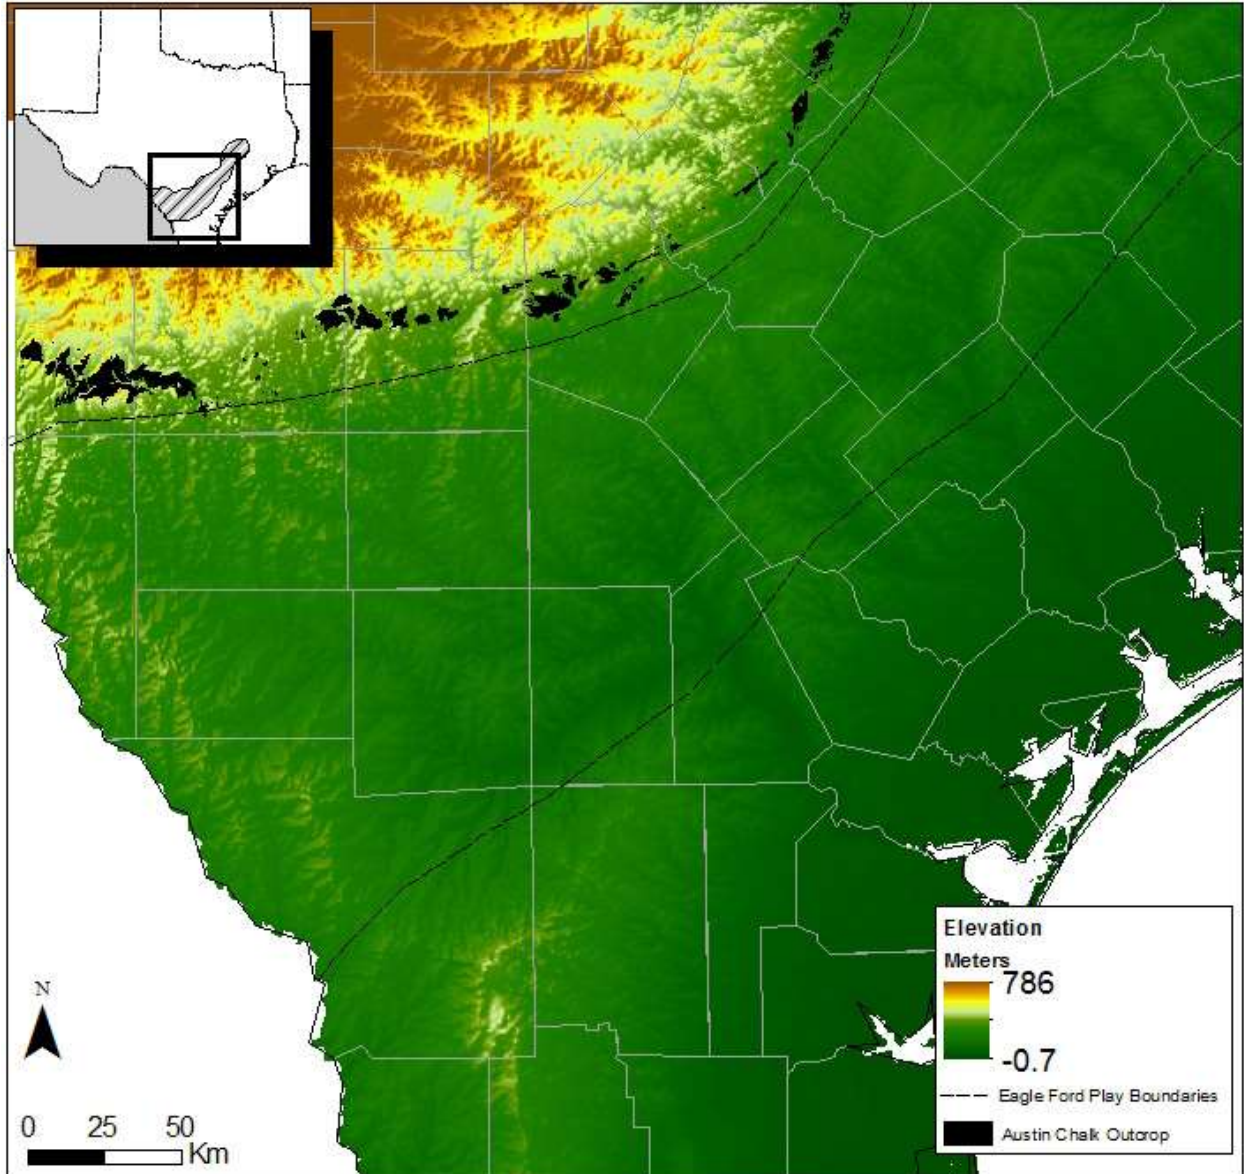 Elevation
Meters
786
-0.7
Eagle Ford Play Boundaries
Austin Chalk Outcrop
N
0 25 50
Km